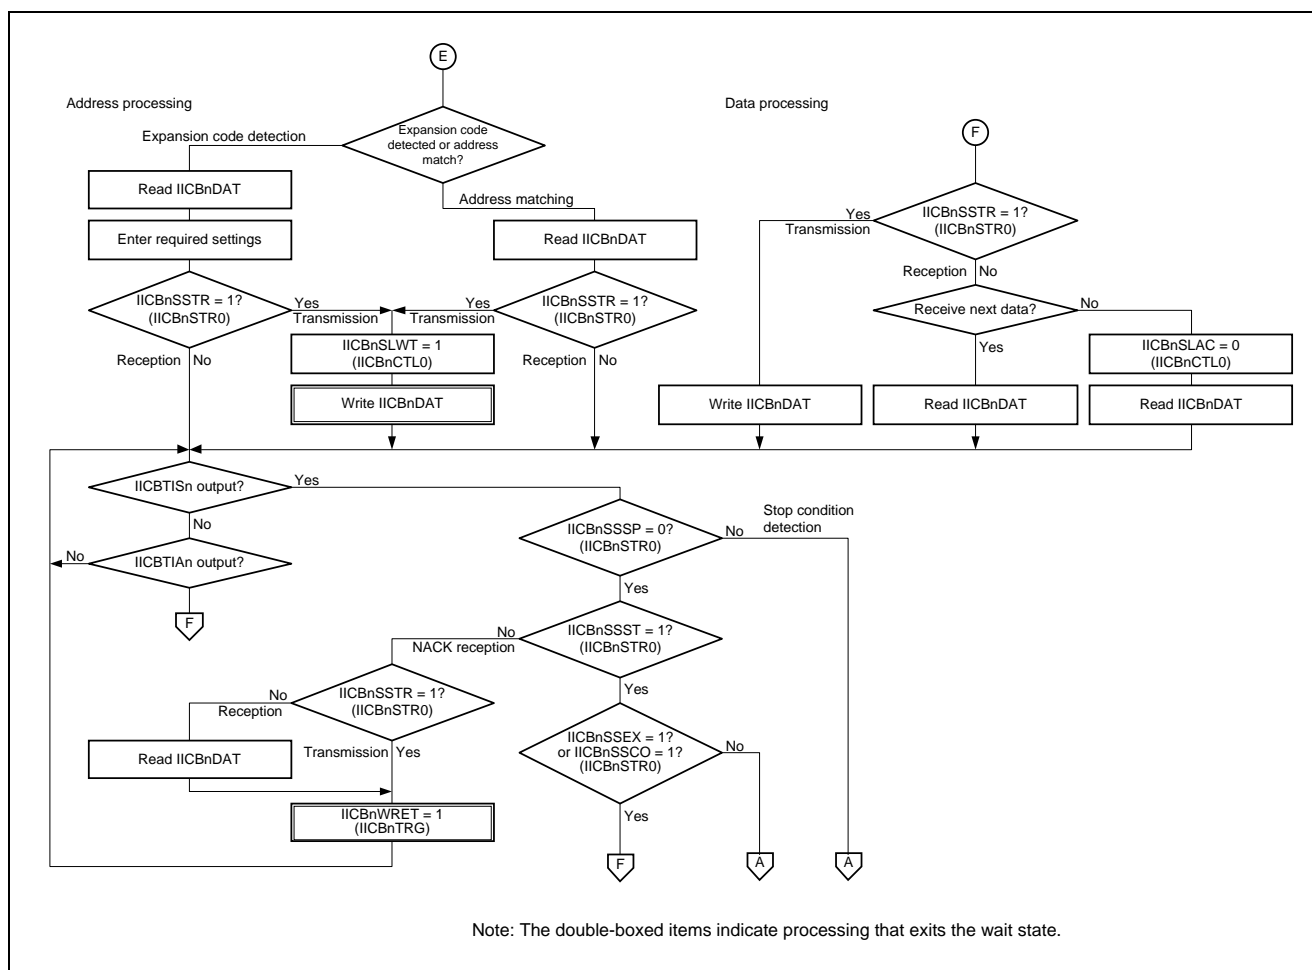 E
Address processing
Data processing
Expansion code detection
Expansion code
detected or address
match?
F
Read IICBnDAT
Address matching
Enter required settings
Read IICBnDAT
Yes
Transmission
IICBnSSTR = 1?
(IICBnSTR0)
Reception
No
IICBnSSTR = 1?
(IICBnSTR0)
Yes
Transmission
Yes
Transmission
IICBnSSTR = 1?
(IICBnSTR0)
Receive next data?
No
Reception
No
IICBnSLWT = 1
(IICBnCTL0)
Reception
No
Yes
IICBnSLAC = 0
(IICBnCTL0)
Write IICBnDAT
Write IICBnDAT
Read IICBnDAT
Read IICBnDAT
IICBTISn output?
Yes
No
IICBnSSSP = 0?
(IICBnSTR0)
No
Stop condition
detection
No
IICBTIAn output?
Yes
F
No
NACK reception
IICBnSSST = 1?
(IICBnSTR0)
Yes
No
Reception
IICBnSSTR = 1?
(IICBnSTR0)
Read IICBnDAT
Transmission
Yes
IICBnSSEX = 1?
or IICBnSSCO = 1?
(IICBnSTR0)
No
IICBnWRET = 1
(IICBnTRG)
Yes
F
A
A
Note: The double-boxed items indicate processing that exits the wait state.